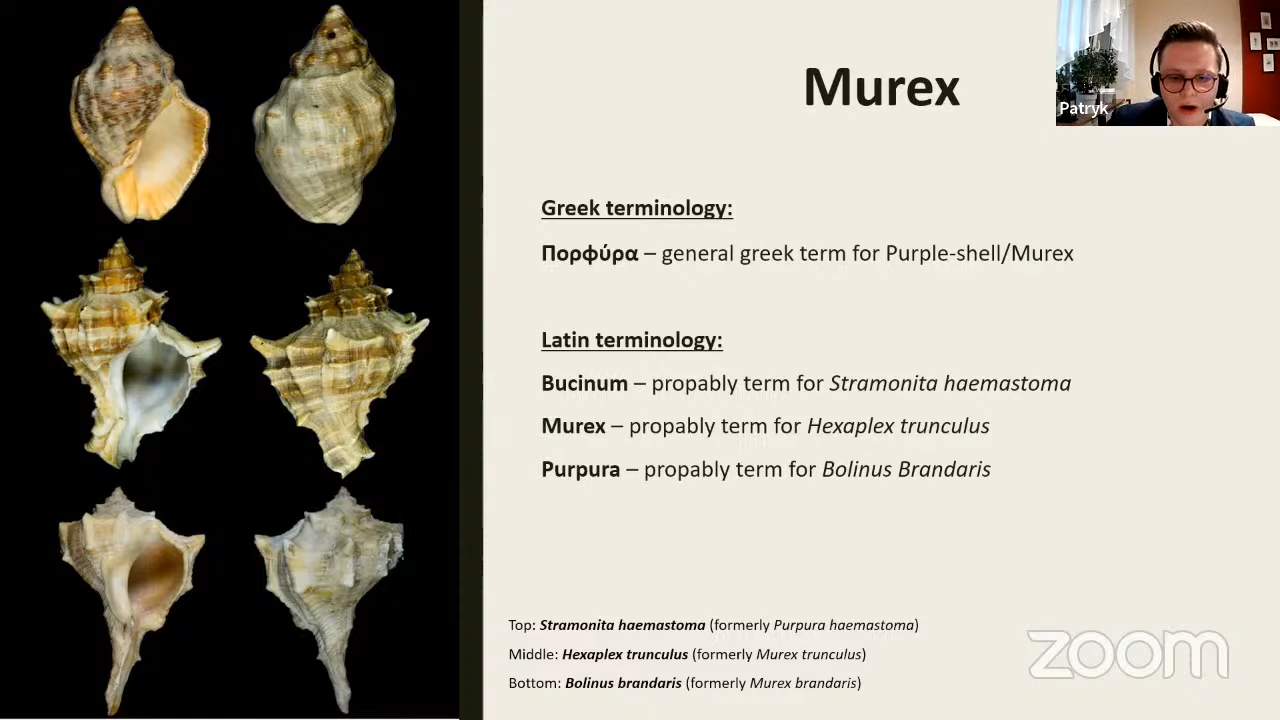 Murex
Patryk
Greek terminology:
Πορφύρα – general greek term for Purple-shell/Murex
Latin terminology:
Bucinum – propably term for Stramonita haemastoma
Murex – propably term for Hexaplex trunculus
Purpura – propably term for Bolinus Brandaris
Top: Stramonita haemastoma (formerly Purpura haemastoma)
Middle: Hexaplex trunculus (formerly Murex trunculus)
Bottom: Bolinus brandaris (formerly Murex brandaris)
zoom